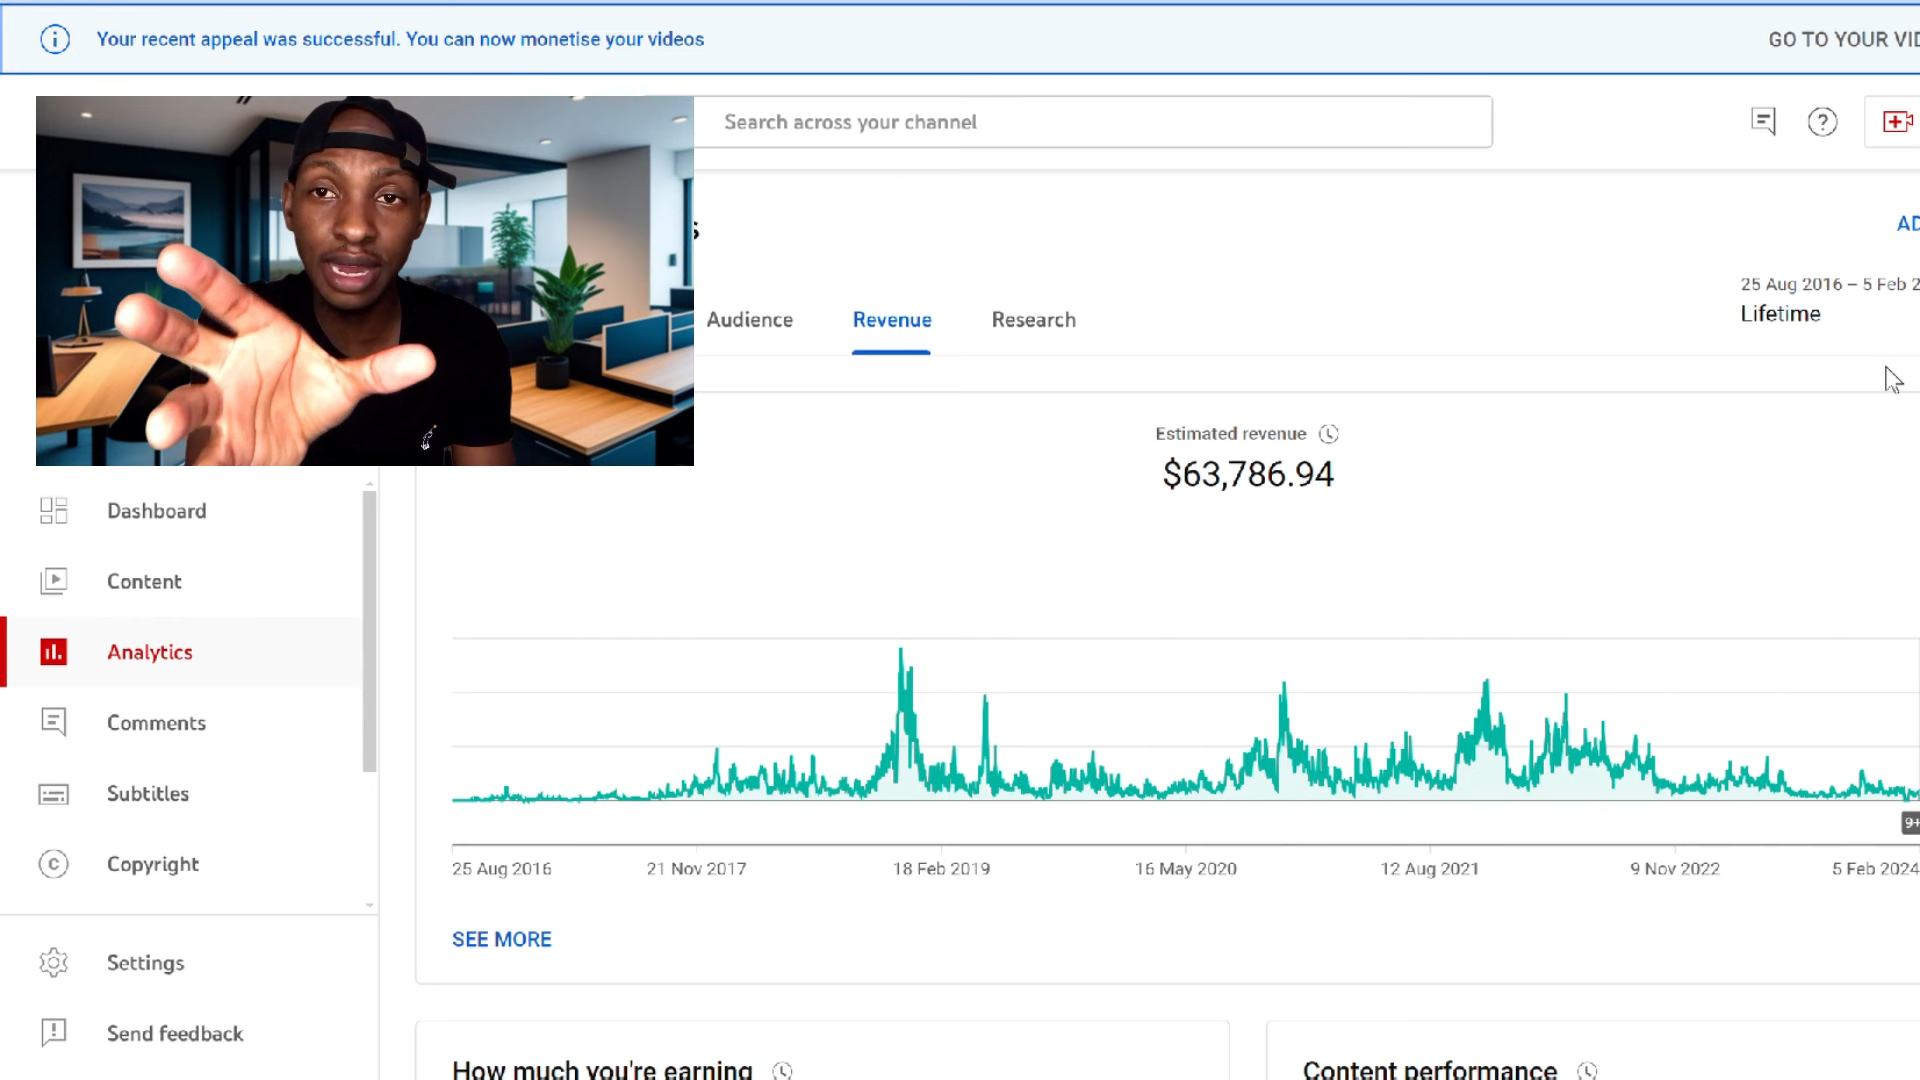 Your recent appeal was successful. You can now monetise your videos
GO TO YOUR
Search across your channel
Audience
Revenue
Research
25 Aug 2016 – 5 Feb
Lifetime
Estimated revenue
$63,786.94
Dashboard
Content
Analytics
Comments
Subtitles
Copyright
Settings
Send feedback
9+
25 Aug 2016
21 Nov 2017
18 Feb 2019
16 May 2020
12 Aug 2021
9 Nov 2022
5 Feb 2024
SEE MORE
How much you're earning
Content performance